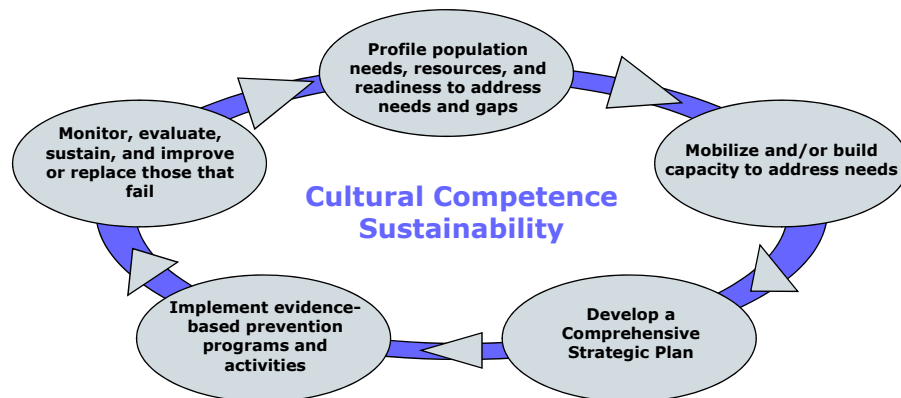 Profile population
needs, resources, and
readiness to address
needs and gaps
Mobilize and/or build
capacity to address needs
Develop a
Comprehensive
Strategic Plan
Implement evidence-
based prevention
programs and
activities
Monitor, evaluate,
sustain, and improve
or replace those that
fail
Cultural Competence
Sustainability